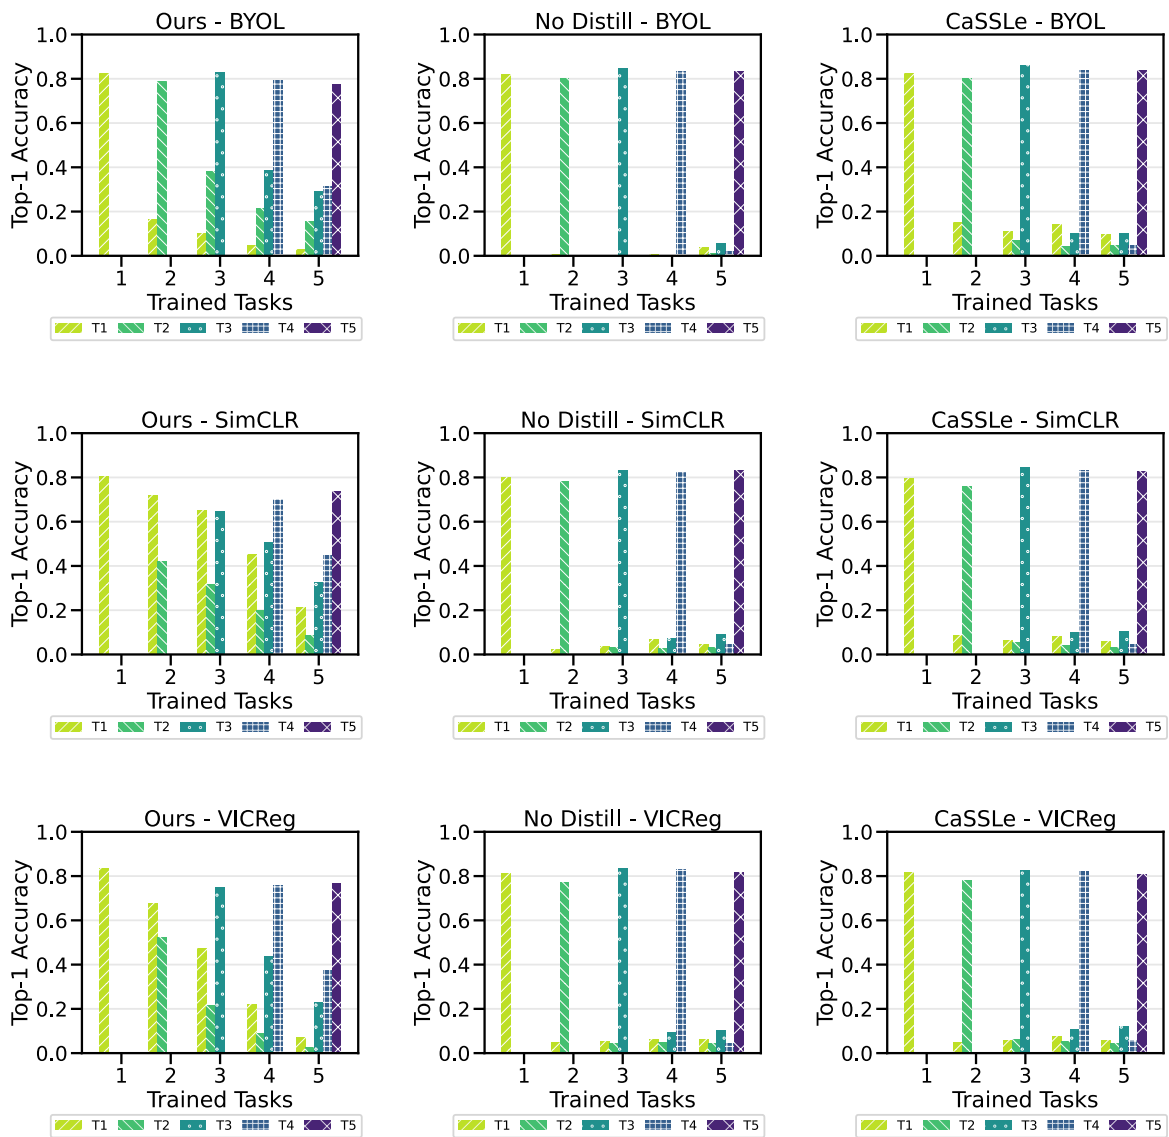 Ours - BYOL
1.0
0.8
0.6
0.4
0.2
0.0
Top-1 Accuracy
1 2 3 4 5
Trained Tasks
T1 T2 T3 T4 T5
No Distill - BYOL
1.0
0.8
0.6
0.4
0.2
0.0
Top-1 Accuracy
1 2 3 4 5
Trained Tasks
T1 T2 T3 T4 T5
CaSSLe - BYOL
1.0
0.8
0.6
0.4
0.2
0.0
Top-1 Accuracy
1 2 3 4 5
Trained Tasks
T1 T2 T3 T4 T5
Ours - SimCLR
1.0
0.8
0.6
0.4
0.2
0.0
Top-1 Accuracy
1 2 3 4 5
Trained Tasks
T1 T2 T3 T4 T5
No Distill - SimCLR
1.0
0.8
0.6
0.4
0.2
0.0
Top-1 Accuracy
1 2 3 4 5
Trained Tasks
T1 T2 T3 T4 T5
CaSSLe - SimCLR
1.0
0.8
0.6
0.4
0.2
0.0
Top-1 Accuracy
1 2 3 4 5
Trained Tasks
T1 T2 T3 T4 T5
Ours - VICReg
1.0
0.8
0.6
0.4
0.2
0.0
Top-1 Accuracy
1 2 3 4 5
Trained Tasks
T1 T2 T3 T4 T5
No Distill - VICReg
1.0
0.8
0.6
0.4
0.2
0.0
Top-1 Accuracy
1 2 3 4 5
Trained Tasks
T1 T2 T3 T4 T5
CaSSLe - VICReg
1.0
0.8
0.6
0.4
0.2
0.0
Top-1 Accuracy
1 2 3 4 5
Trained Tasks
T1 T2 T3 T4 T5